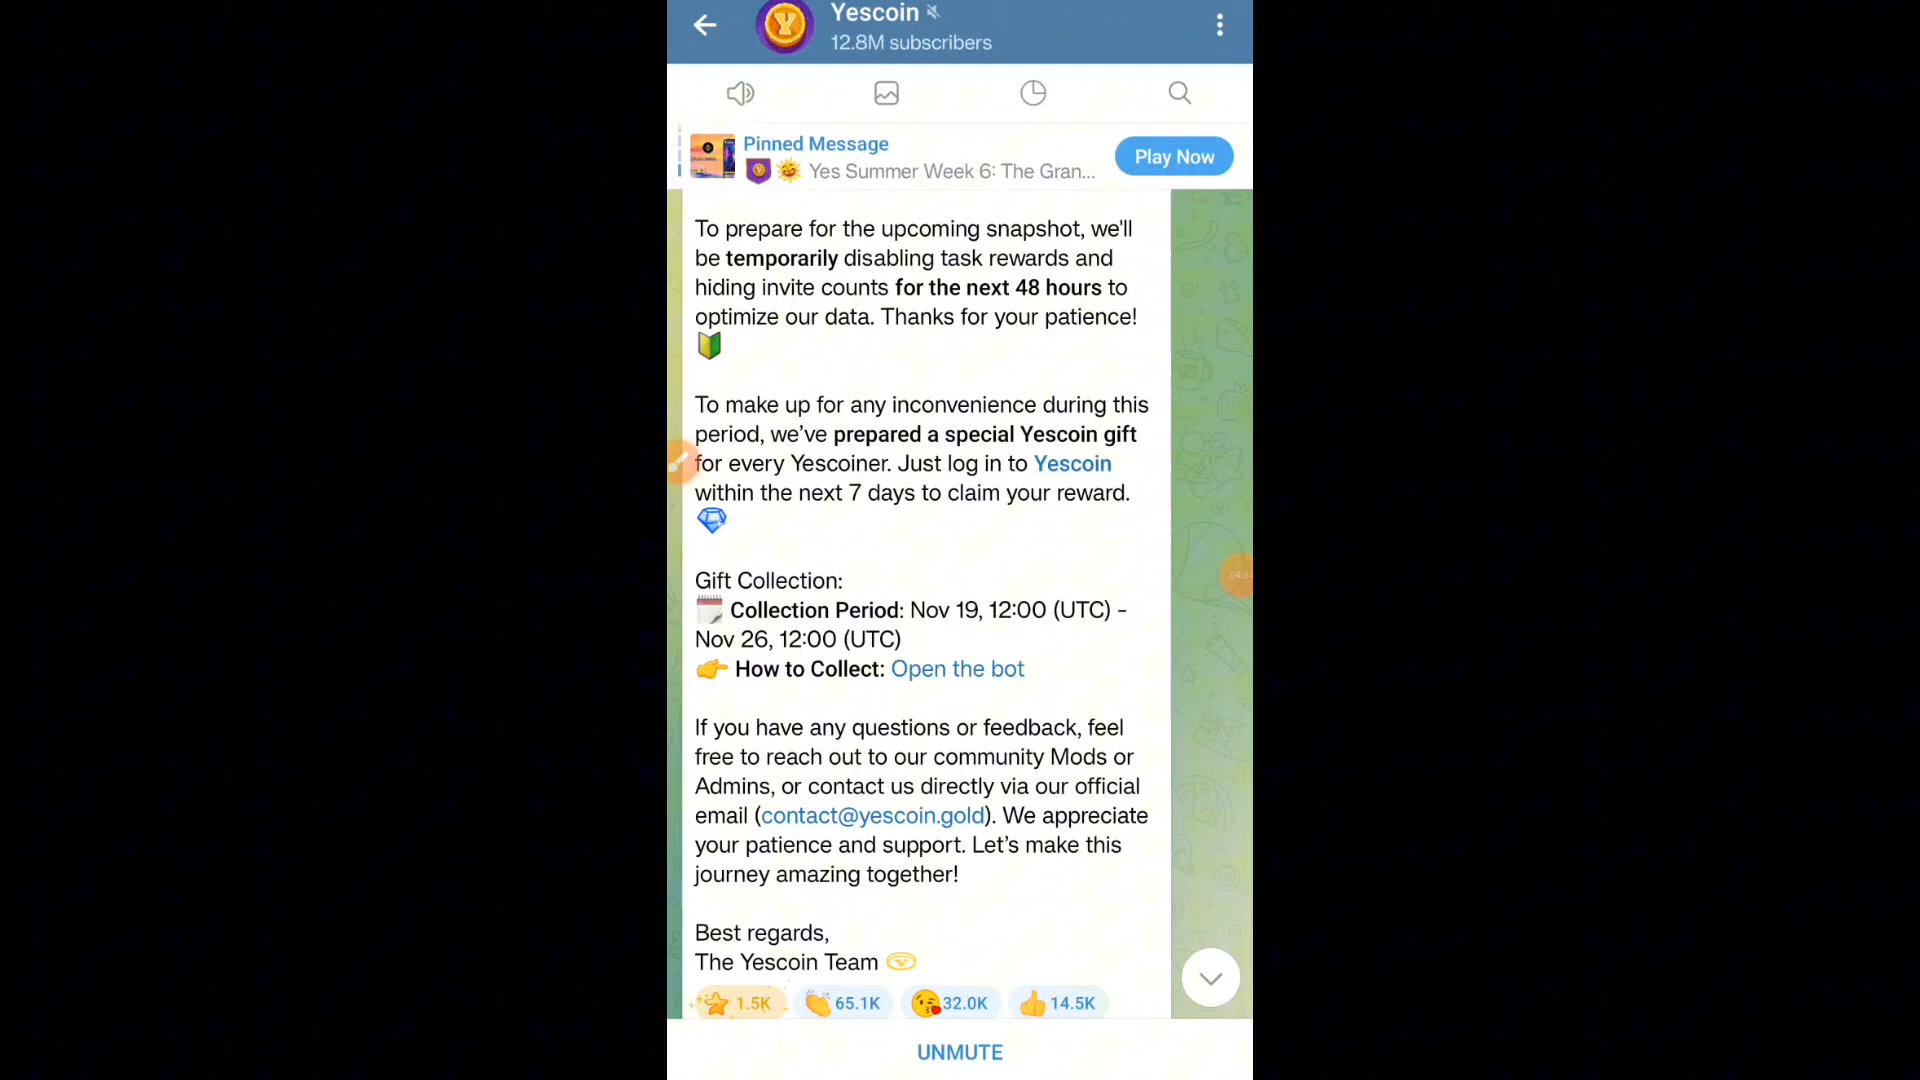 Yescoin
12.8M subscribers
Pinned Message
Yes Summer Week 6: The Gran...
Play Now
To prepare for the upcoming snapshot, we'll
be temporarily disabling task rewards and
hiding invite counts for the next 48 hours to
optimize our data. Thanks for your patience!
To make up for any inconvenience during this
period, we've prepared a special Yescoin gift
for every Yescoiner. Just log in to Yescoin
within the next 7 days to claim your reward.
Gift Collection:
Collection Period: Nov 19, 12:00 (UTC) -
Nov 26, 12:00 (UTC)
How to Collect: Open the bot
If you have any questions or feedback, feel
free to reach out to our community Mods or
Admins, or contact us directly via our official
email (contact@yescoin.gold). We appreciate
your patience and support. Let's make this
journey amazing together!
Best regards,
The Yescoin Team
1.5K 65.1K 32.0K 14.5K
UNMUTE